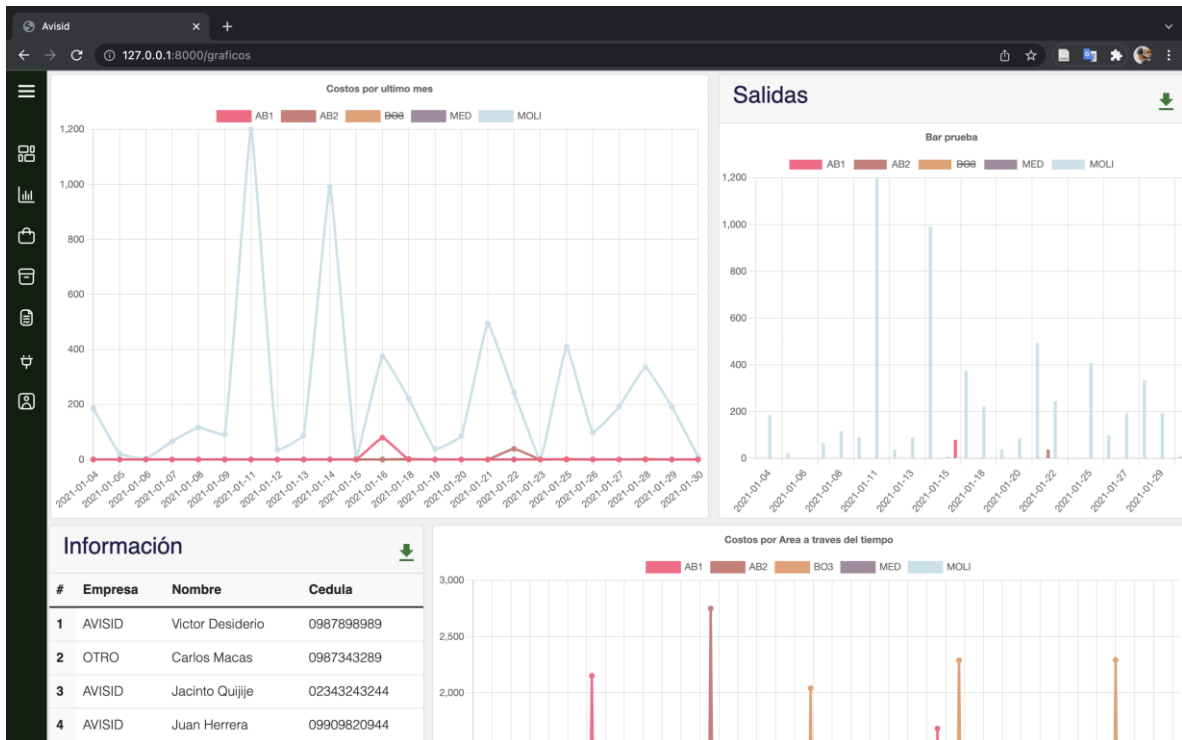 Avisid
127.0.0.1:8000/graficos
Costos por ultimo mes
AB1 AB2 BO3 MED MOLI
1,200
1,000
800
600
400
200
0
2021-01-04 2021-01-05 2021-01-06 2021-01-07 2021-01-08 2021-01-09 2021-01-11 2021-01-12 2021-01-13 2021-01-14 2021-01-15 2021-01-16 2021-01-18 2021-01-19 2021-01-20 2021-01-21 2021-01-22 2021-01-23 2021-01-25 2021-01-26 2021-01-27 2021-01-28 2021-01-29 2021-01-30
Salidas
Bar prueba
AB1 AB2 BO3 MED MOLI
1,200
1,000
800
600
400
200
0
2021-01-04 2021-01-06 2021-01-08 2021-01-11 2021-01-13 2021-01-15 2021-01-18 2021-01-20 2021-01-22 2021-01-25 2021-01-27 2021-01-29
Información
# Empresa Nombre Cedula
1 AVISID Victor Desiderio 0987898989
2 OTRO Carlos Macas 0987343289
3 AVISID Jacinto Quijije 02343243244
4 AVISID Juan Herrera 09909820944
Costos por Area a traves del tiempo
AB1 AB2 BO3 MED MOLI
3,000
2,500
2,000